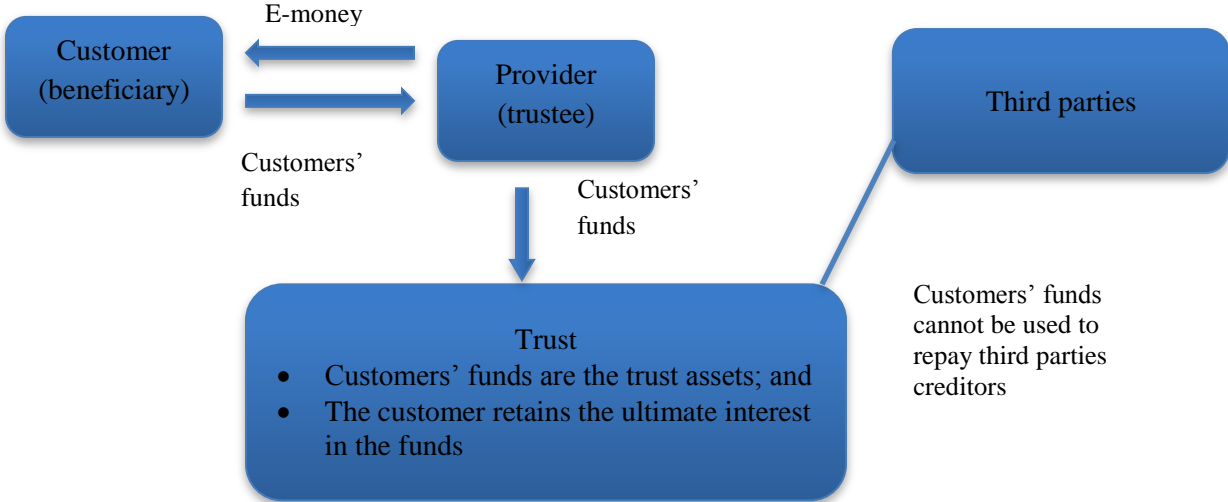 E-money
Customer
(beneficiary)
Provider
(trustee)
Third parties
Customers’
funds
Customers’
funds
Trust
• Customers’ funds are the trust assets; and
• The customer retains the ultimate interest
in the funds
Customers’ funds
cannot be used to
repay third parties
creditors